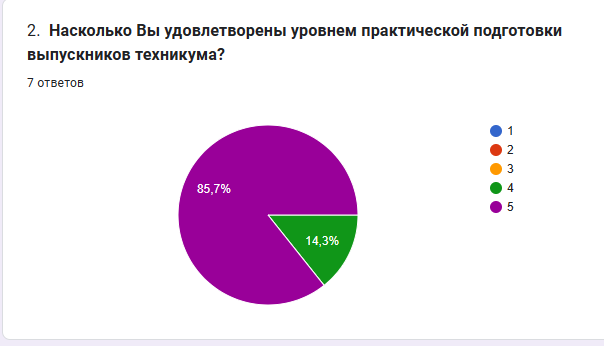 2. Насколько Вы удовлетворены уровнем практической подготовки
выпускников техникума?
7 ответов
85,7%
14,3%
1
2
3
4
5